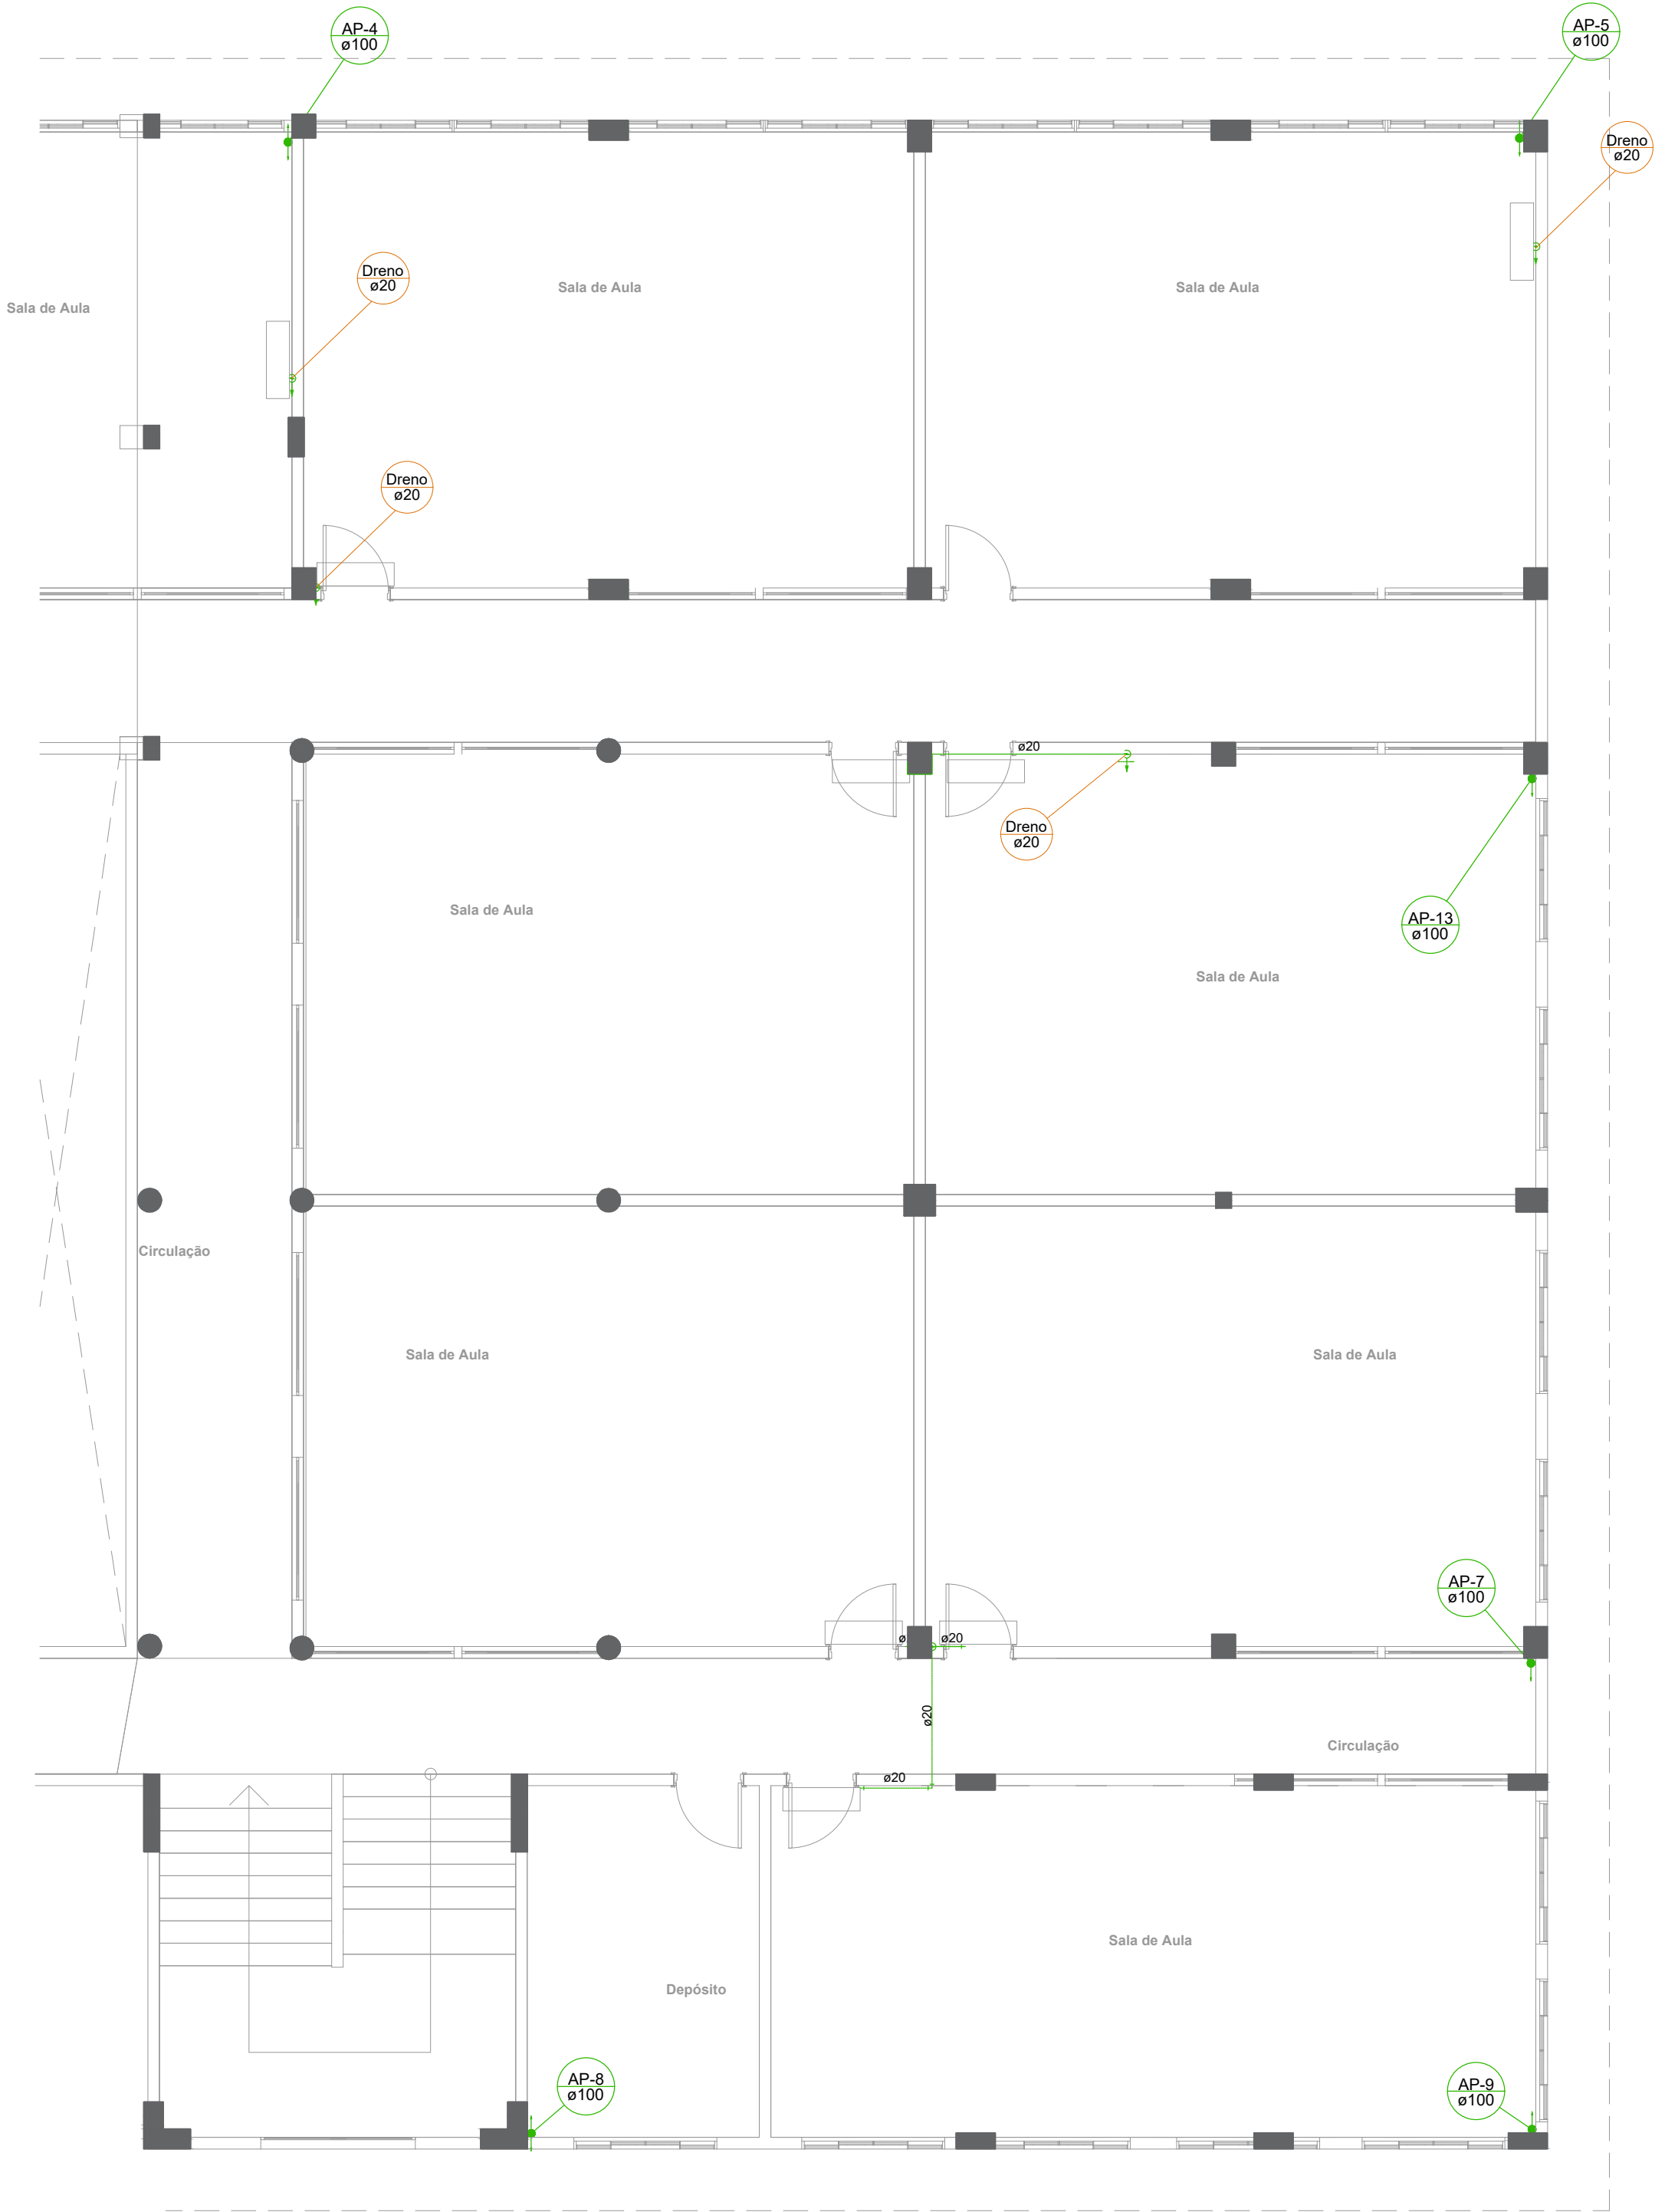 AP-4
ø100
AP-5
ø100
Dreno
ø20
Dreno
ø20
Sala de Aula
Sala de Aula
Sala de Aula
Dreno
ø20
ø20
Dreno
ø20
Sala de Aula
AP-13
ø100
Sala de Aula
Circulação
Sala de Aula
Sala de Aula
AP-7
ø100
ø
ø20
ø20
Circulação
ø20
Sala de Aula
Depósito
AP-8
ø100
AP-9
ø100